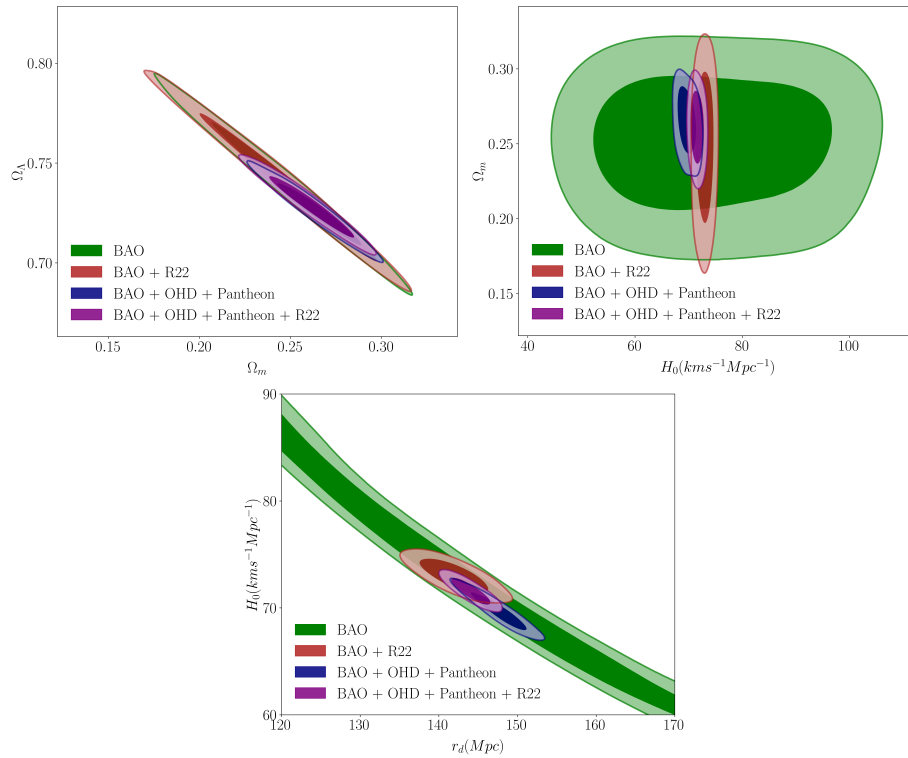 0.80
0.75
0.70
Ω_Λ
BAO
BAO + R22
BAO + OHD + Pantheon
BAO + OHD + Pantheon + R22
0.15 0.20 0.25 0.30
Ω_m
0.30
0.25
0.20
0.15
Ω_m
BAO
BAO + R22
BAO + OHD + Pantheon
BAO + OHD + Pantheon + R22
40 60 80 100
H_0(kms^{-1}Mpc^{-1})
90
80
70
60
H_0(kms^{-1}Mpc^{-1})
BAO
BAO + R22
BAO + OHD + Pantheon
BAO + OHD + Pantheon + R22
120 130 140 150 160 170
r_d(Mpc)